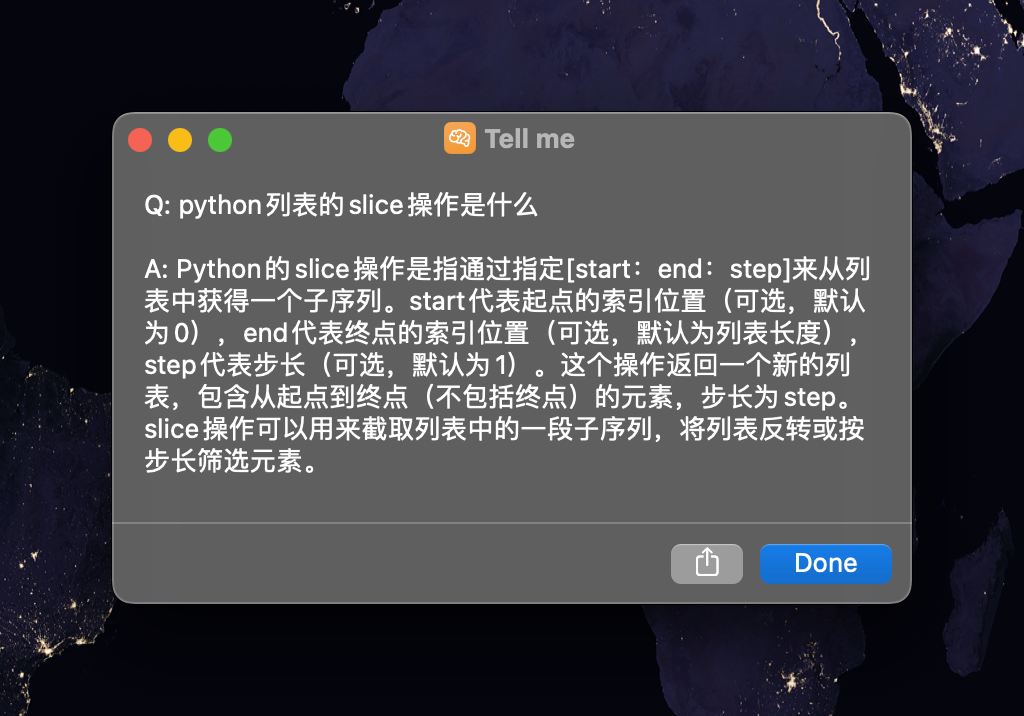 Tell me
Q: python列表的slice操作是什么
A: Python的slice操作是指通过指定[start：end：step]来从列
表中获得一个子序列。start代表起点的索引位置（可选，默认
为0），end代表终点的索引位置（可选，默认为列表长度），
step代表步长（可选，默认为1）。这个操作返回一个新的列
表，包含从起点到终点（不包括终点）的元素，步长为step。
slice操作可以用来截取列表中的一段子序列，将列表反转或按
步长筛选元素。
Done